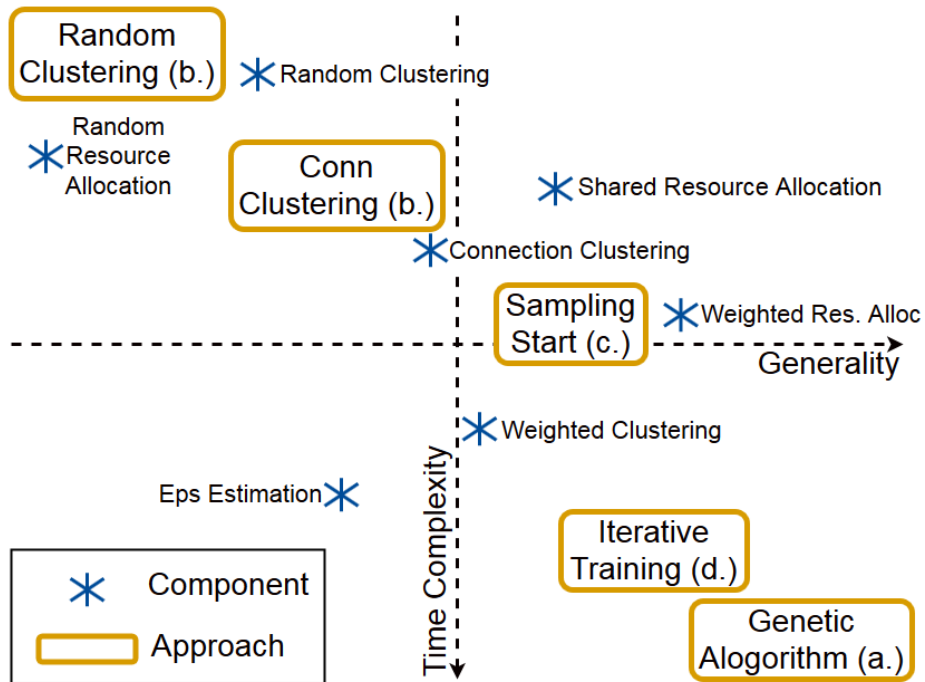 Random
Clustering (b.)
Random Clustering
Random
Resource
Allocation
Conn
Clustering (b.)
Shared Resource Allocation
Connection Clustering
Sampling
Start (c.)
Weighted Res. Alloc
Generality
Weighted Clustering
Time Complexity
Eps Estimation
Iterative
Training (d.)
Component
Approach
Genetic
Alogorithm (a.)